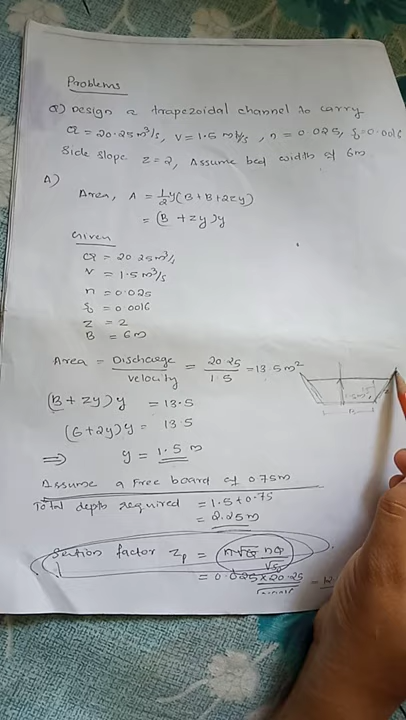 Problems
Q) Design a trapezoidal channel to carry
Q = 20.25 m³/s, V = 1.5 m/s, n = 0.025, S = 0.0016
Side slope z = 2, Assume bed width of 6m
A)
Area, A = 1/2 y (B + B + 2zy)
= (B + zy) y
Given
Q = 20.25 m³/s
V = 1.5 m³/s
n = 0.025
S = 0.0016
Z = 2
B = 6m
Area = Discharge/velocity = 20.25/1.5 = 13.5 m²
(B + zy) y = 13.5
(6 + 2y) y = 13.5
⇒ y = 1.5 m
Assume a Free board of 0.75m
Total depth required = 1.5 + 0.75
= 2.25 m
Section factor Zp = nQ/√S₀
= 0.025 × 20.25